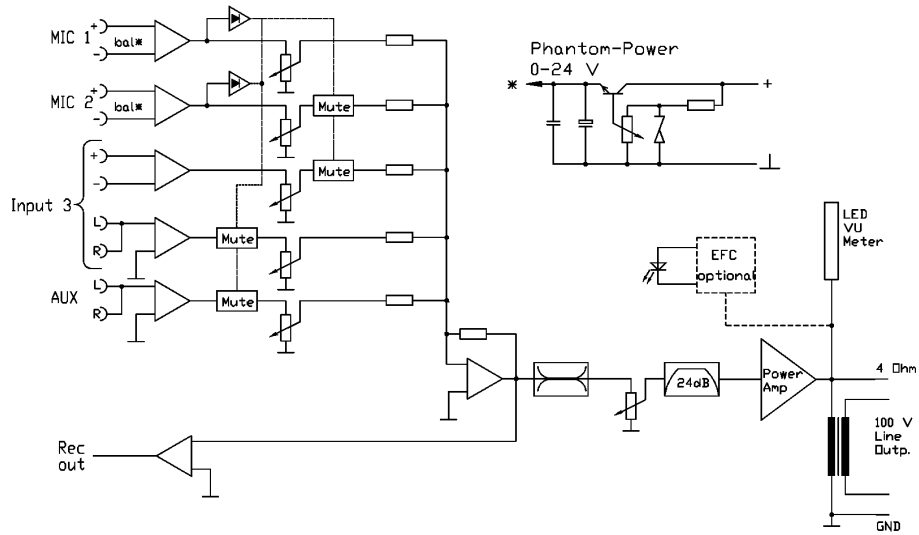 MIC 1
+
-
bal*
MIC 2
+
-
bal*
Input 3
+
-
L
R
AUX
L
R
Mute
Mute
Mute
Mute
Phantom-Power
0-24 V
*
+
LED
VU
Meter
EFC
optional
24dB
Power
Amp
4 Ohm
100 V
Line
Outp.
GND
Rec
out